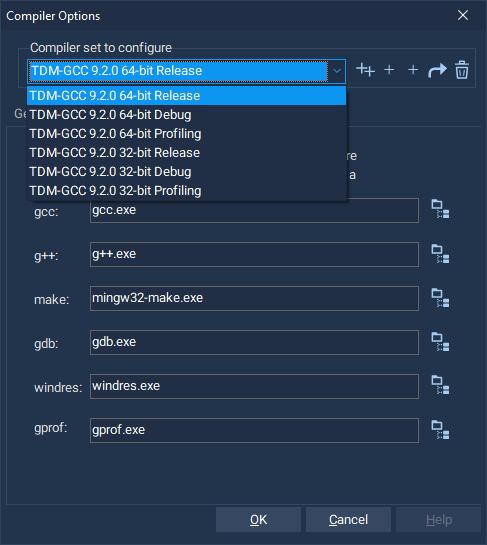 Compiler Options
Compiler set to configure
TDM-GCC 9.2.0 64-bit Release
TDM-GCC 9.2.0 64-bit Release
TDM-GCC 9.2.0 64-bit Debug
TDM-GCC 9.2.0 64-bit Profiling
TDM-GCC 9.2.0 32-bit Release
TDM-GCC 9.2.0 32-bit Debug
TDM-GCC 9.2.0 32-bit Profiling
Ge
re
a
gcc: gcc.exe
g++: g++.exe
make: mingw32-make.exe
gdb: gdb.exe
windres: windres.exe
gprof: gprof.exe
OK Cancel Help